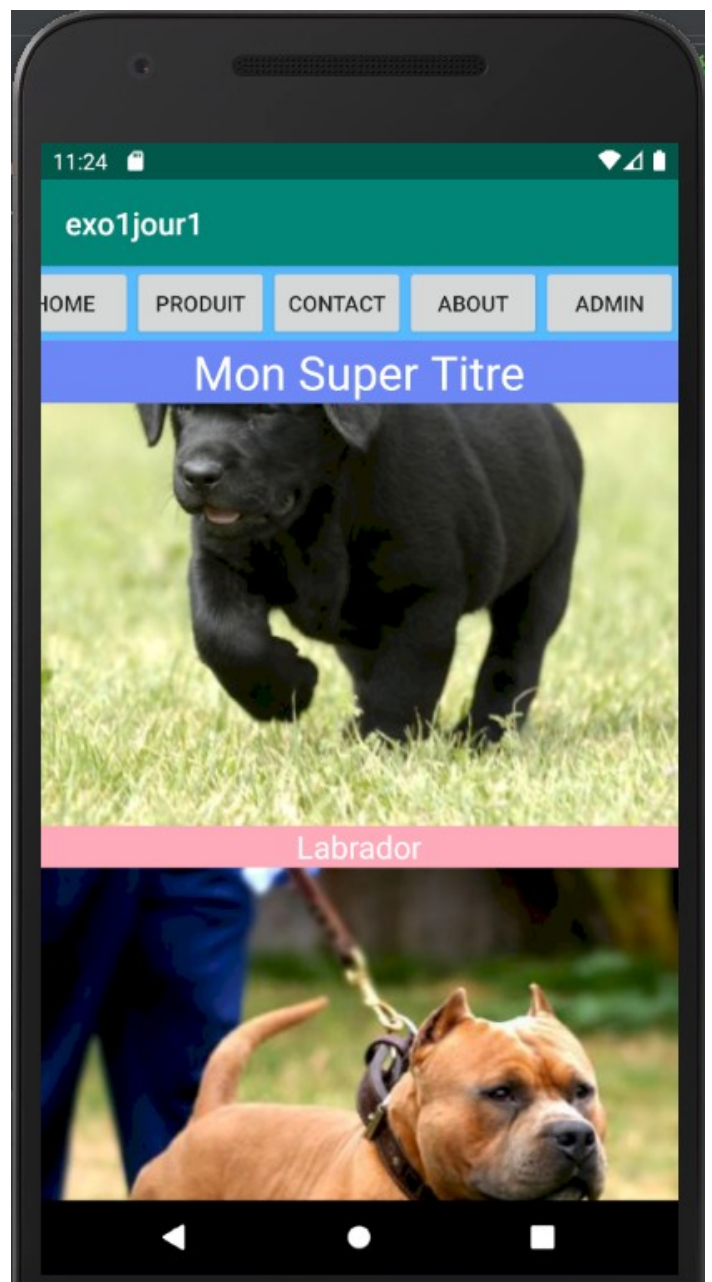 11:24
exo1jour1
HOME PRODUIT CONTACT ABOUT ADMIN
Mon Super Titre
Labrador